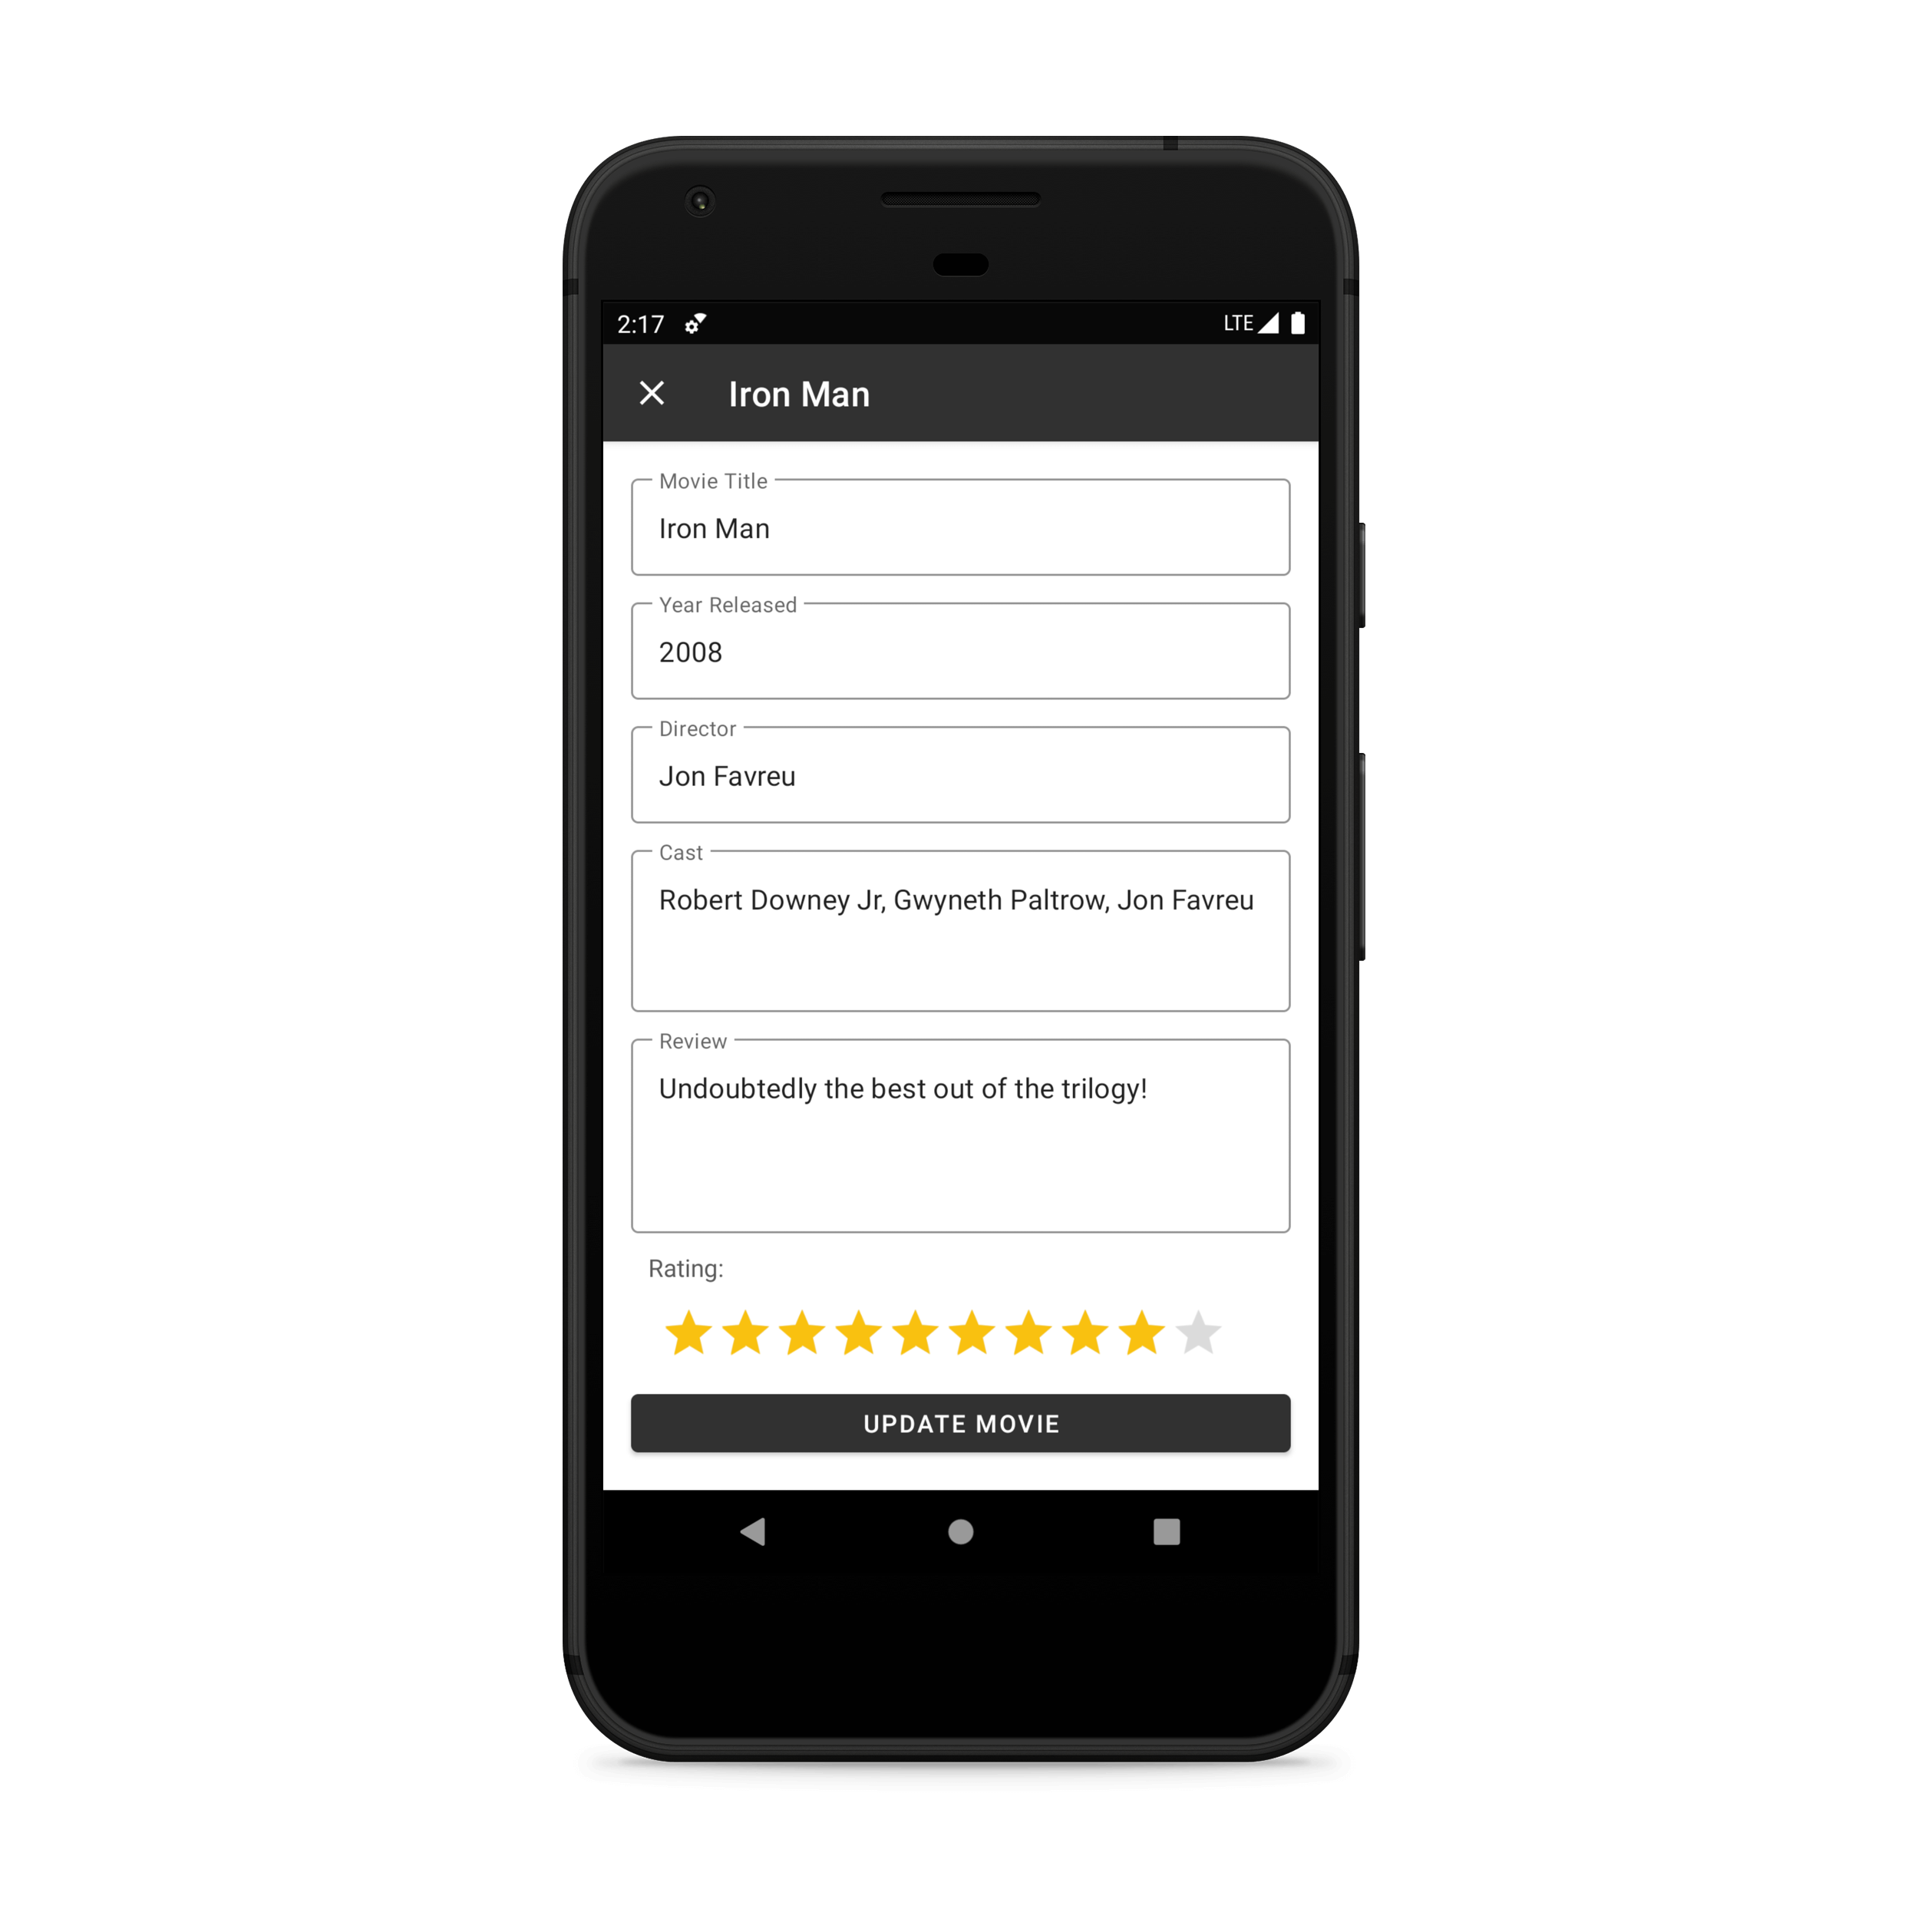 2:17
LTE
Iron Man
Movie Title
Iron Man
Year Released
2008
Director
Jon Favreu
Cast
Robert Downey Jr, Gwyneth Paltrow, Jon Favreu
Review
Undoubtedly the best out of the trilogy!
Rating:
UPDATE MOVIE